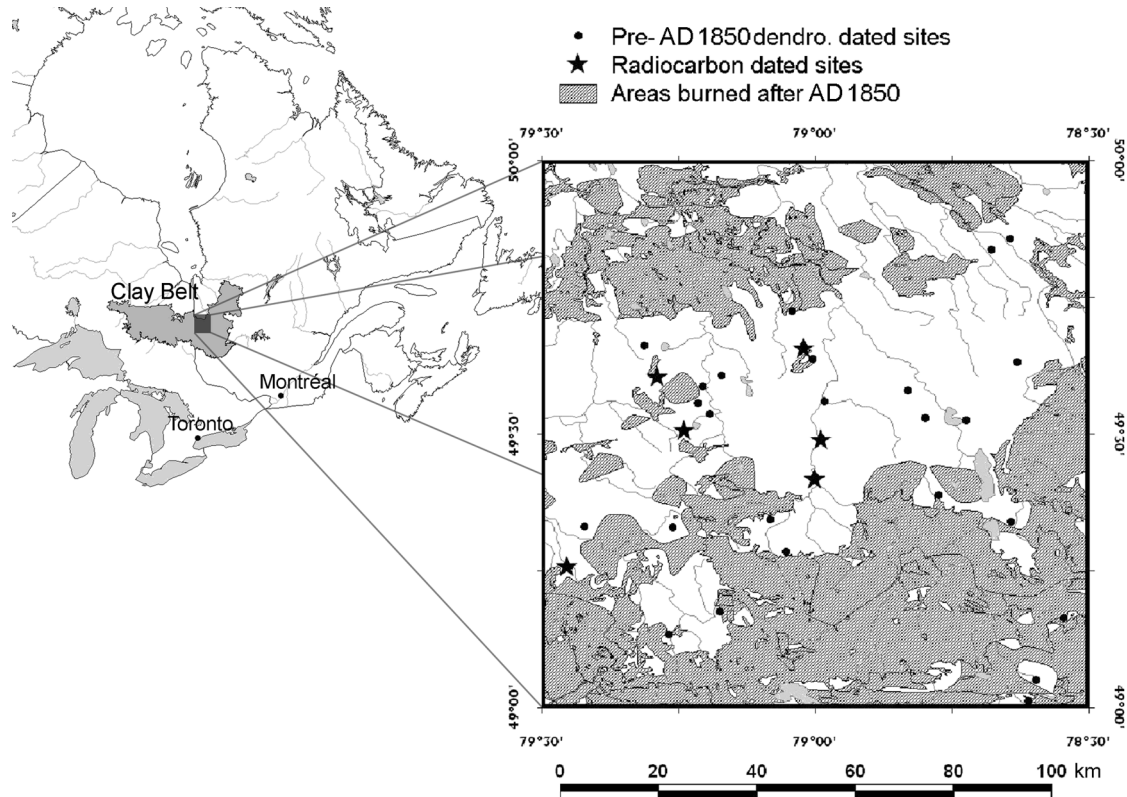 Pre- AD 1850 dendro. dated sites
Radiocarbon dated sites
Areas burned after AD 1850
79°30' 79°00' 78°30'
50°00' 50°00'
Clay Belt
Montréal
Toronto
49°30' 49°30'
49°00' 49°00'
79°30' 79°00' 78°30'
0 20 40 60 80 100 km